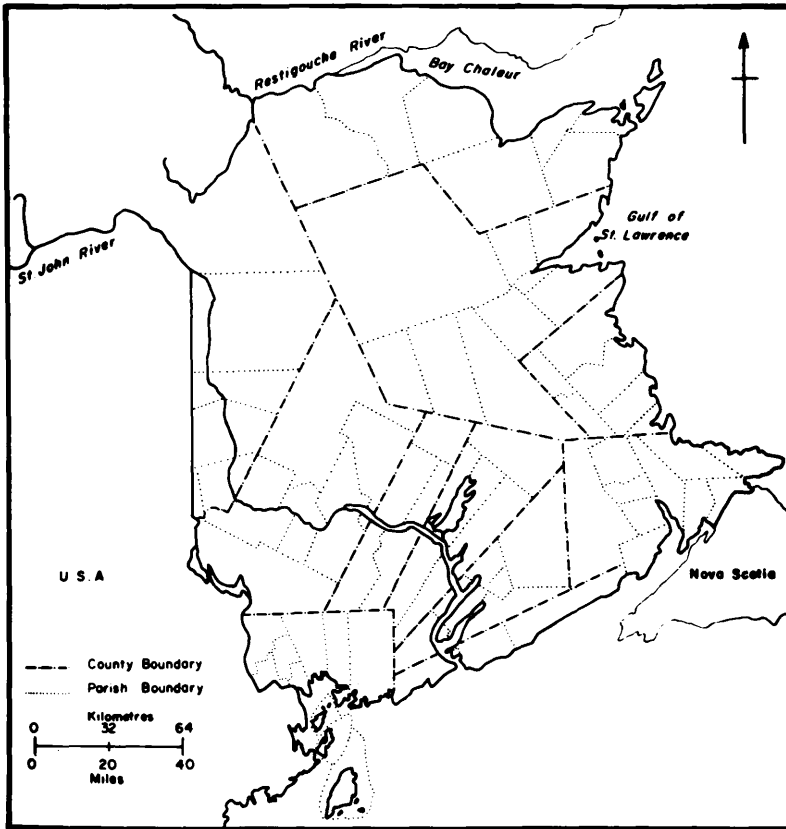 Restigouche River
Bay Chaleur
Gulf of
St. Lawrence
St. John River
U.S.A
Nova Scotia
County Boundary
Parish Boundary
Kilometres
0 32 64
0 20 40
Miles